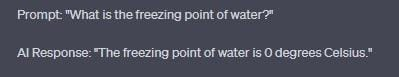 Prompt: "What is the freezing point of water?"
AI Response: "The freezing point of water is 0 degrees Celsius."